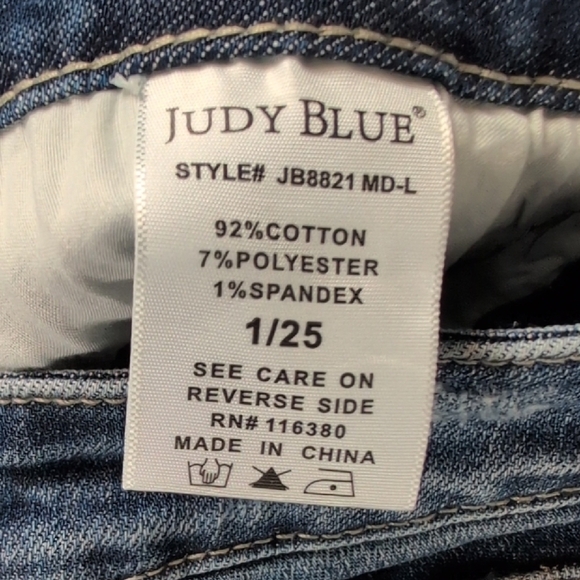 JUDY BLUE®
STYLE# JB8821 MD-L
92%COTTON
7%POLYESTER
1%SPANDEX
1/25
SEE CARE ON
REVERSE SIDE
RN# 116380
MADE IN CHINA